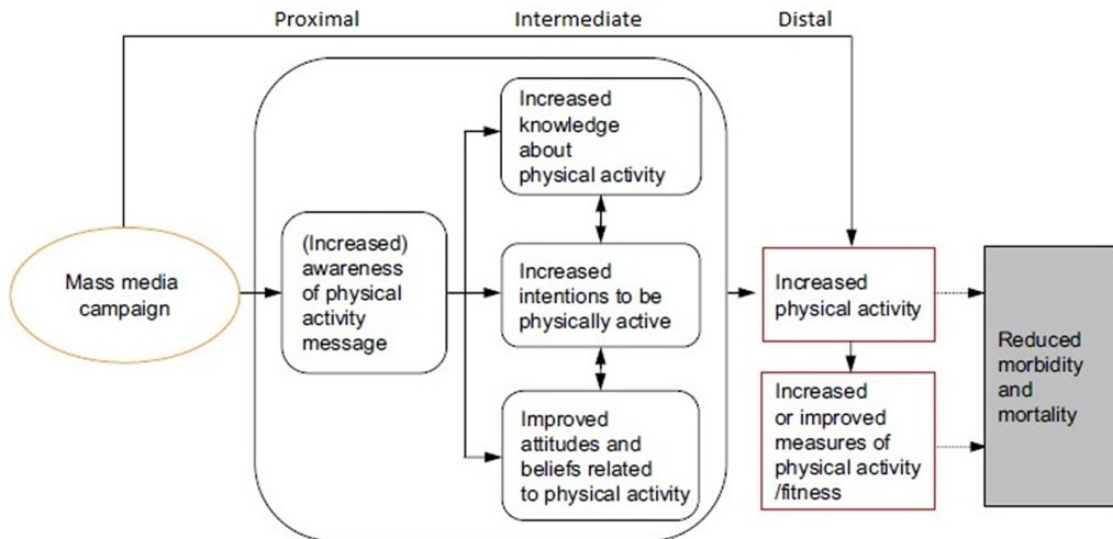 Proximal
Intermediate
Distal
Mass media
campaign
(Increased)
awareness
of physical
activity
message
Increased
knowledge
about
physical activity
Increased
intentions to be
physically active
Improved
attitudes and
beliefs related
to physical activity
Increased
physical activity
Increased
or improved
measures of
physical activity
/fitness
Reduced
morbidity
and
mortality